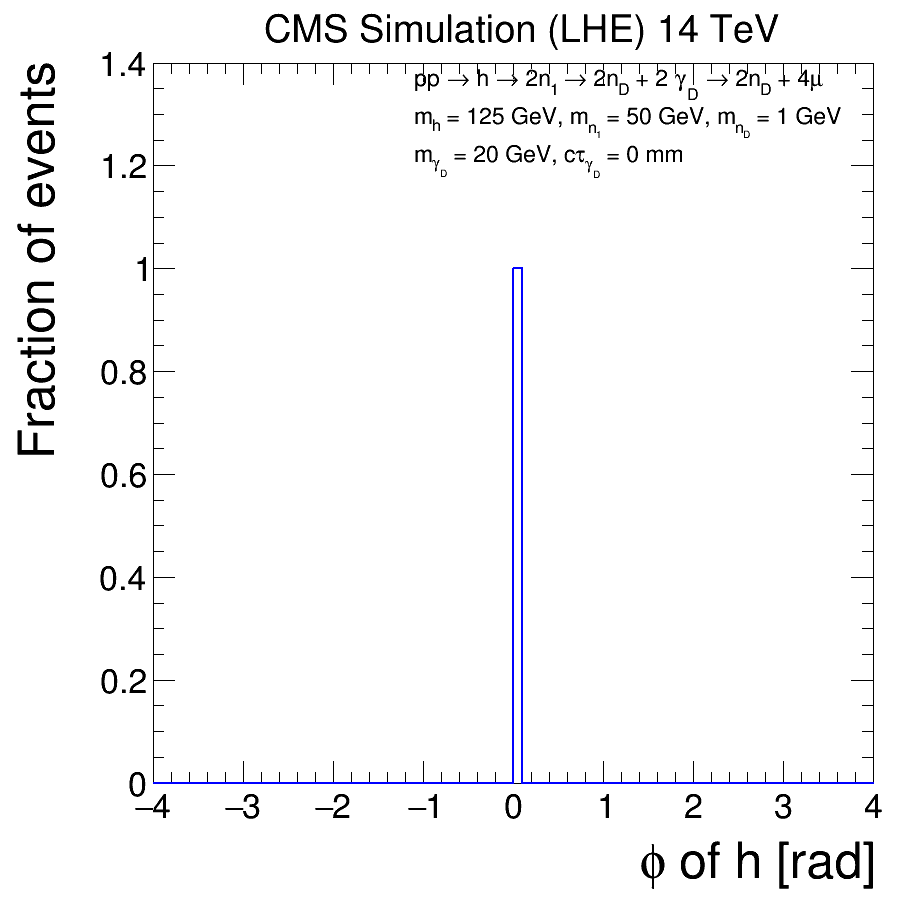 CMS Simulation (LHE) 14 TeV
pp → h → 2n1 → 2nD + 2 γD → 2nD + 4μ
mh = 125 GeV, mn1 = 50 GeV, mnD = 1 GeV
mγD = 20 GeV, cτγD = 0 mm
Fraction of events
1.4
1.2
1
0.8
0.6
0.4
0.2
0
−4 −3 −2 −1 0 1 2 3 4
ϕ of h [rad]